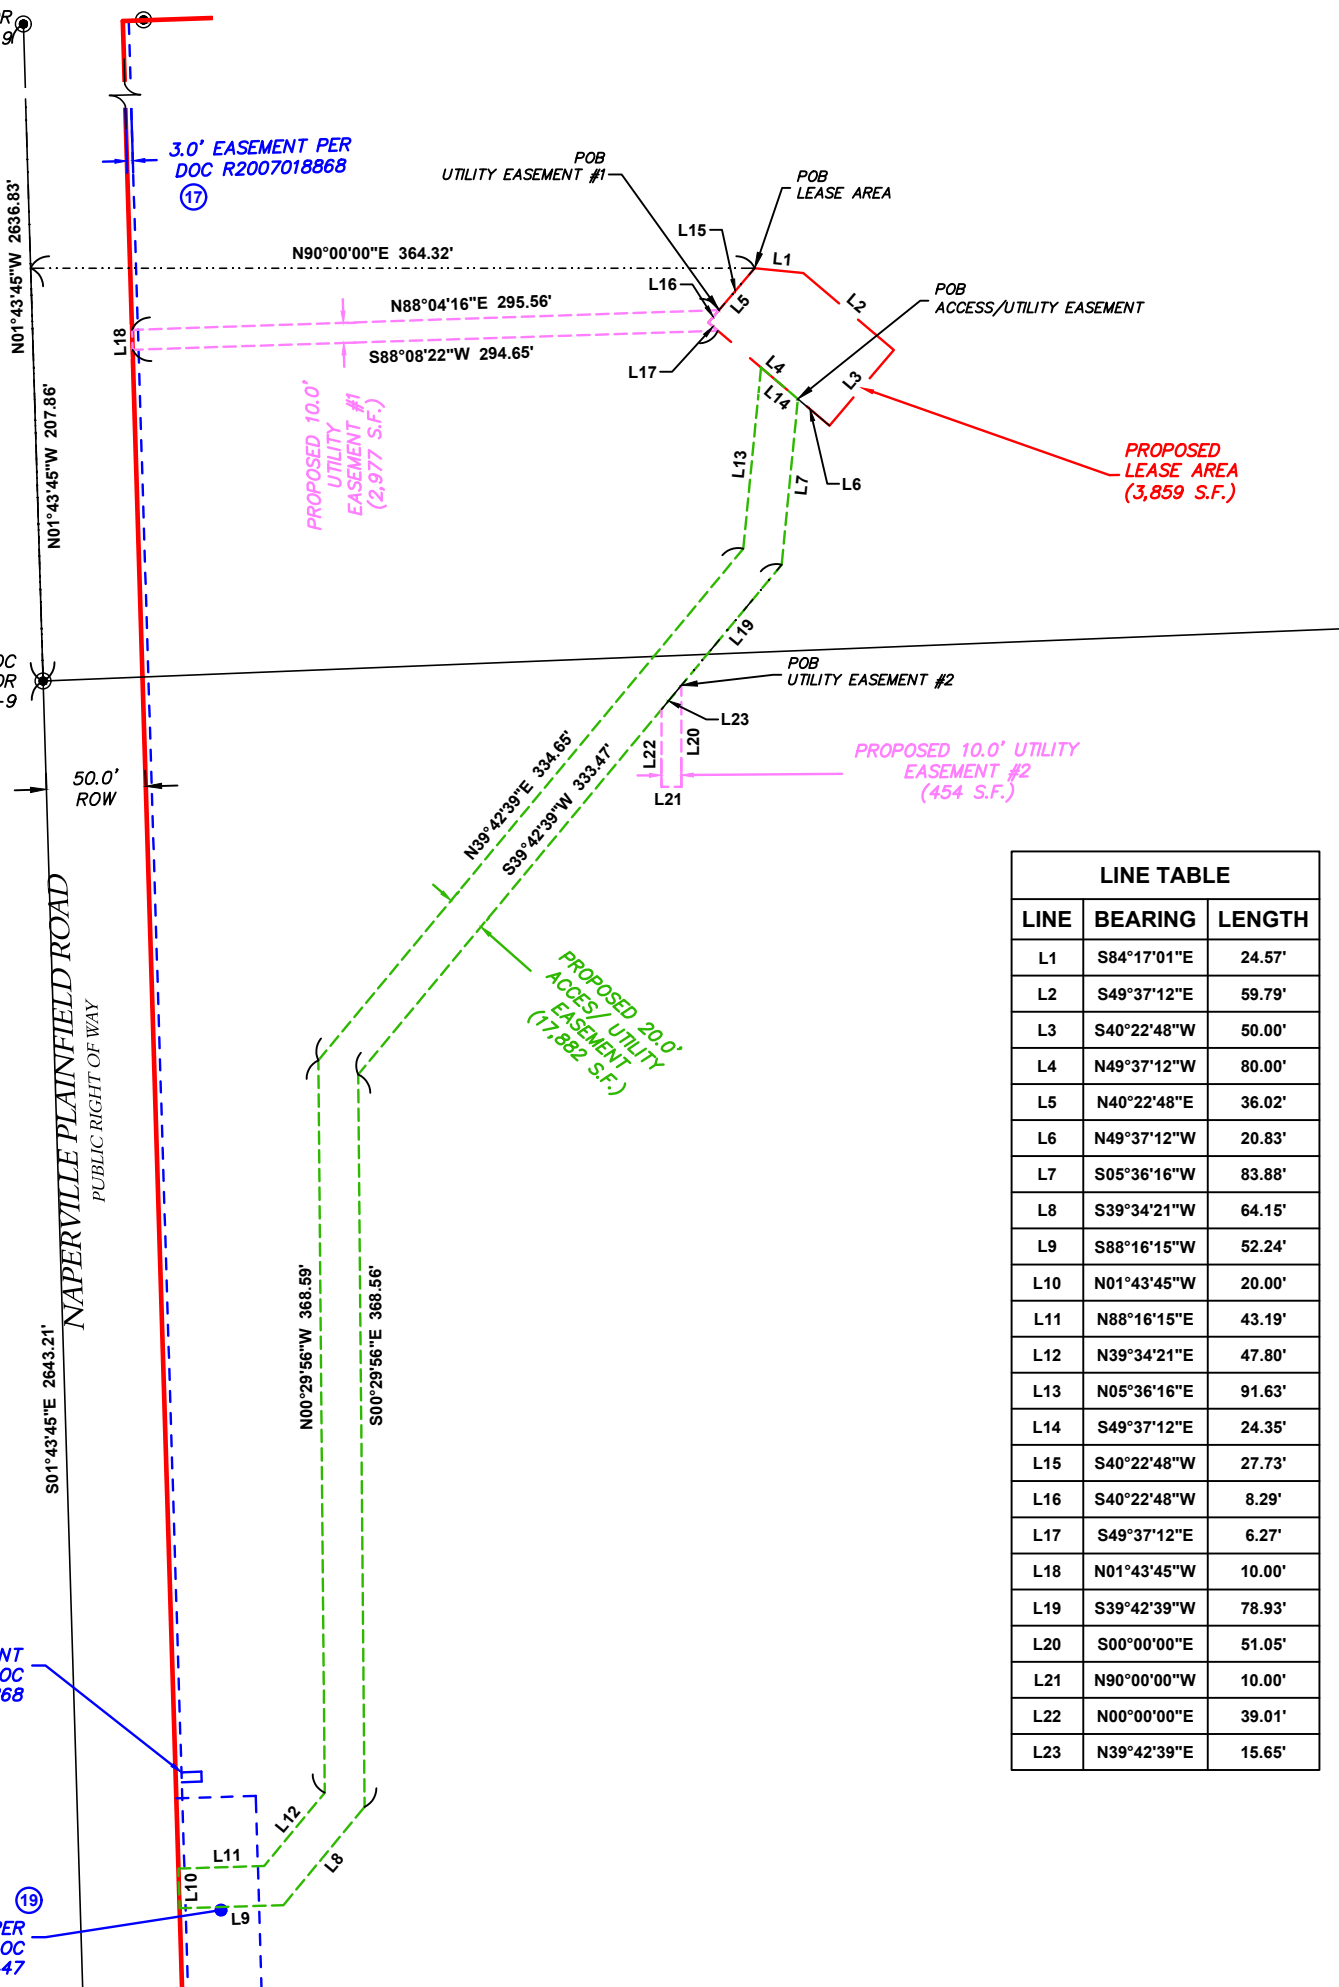 OR
9
3.0' EASEMENT PER
DOC R2007018868
17
POB
UTILITY EASEMENT #1
POB
LEASE AREA
N01°43'45"W 2636.83'
N90°00'00"E 364.32'
L15
L1
L16
L5
L2
POB
ACCESS/UTILITY EASEMENT
N88°04'16"E 295.56'
L18
S88°08'22"W 294.65'
L17
L4
L14
L3
PROPOSED 10.0'
UTILITY
EASEMENT #1
(2,977 S.F.)
N01°43'45"W 207.86'
L13
L7
L6
PROPOSED
LEASE AREA
(3,859 S.F.)
L19
OC
OR
-9
POB
UTILITY EASEMENT #2
L23
L22
L20
L21
PROPOSED 10.0' UTILITY
EASEMENT #2
(454 S.F.)
50.0'
ROW
N39°42'39"E 334.65'
S39°42'39"W 333.47'
PROPOSED 20.0'
ACCES/ UTILITY
EASEMENT
(17,882 S.F.)
NAPERVILLE PLAINFIELD ROAD
PUBLIC RIGHT OF WAY
S01°43'45"E 2643.21'
N00°29'56"W 368.59'
S00°29'56"E 368.56'
LINE TABLE
LINE BEARING LENGTH
L1 S84°17'01"E 24.57'
L2 S49°37'12"E 59.79'
L3 S40°22'48"W 50.00'
L4 N49°37'12"W 80.00'
L5 N40°22'48"E 36.02'
L6 N49°37'12"W 20.83'
L7 S05°36'16"W 83.88'
L8 S39°34'21"W 64.15'
L9 S88°16'15"W 52.24'
L10 N01°43'45"W 20.00'
L11 N88°16'15"E 43.19'
L12 N39°34'21"E 47.80'
L13 N05°36'16"E 91.63'
L14 S49°37'12"E 24.35'
L15 S40°22'48"W 27.73'
L16 S40°22'48"W 8.29'
L17 S49°37'12"E 6.27'
L18 N01°43'45"W 10.00'
L19 S39°42'39"W 78.93'
L20 S00°00'00"E 51.05'
L21 N90°00'00"W 10.00'
L22 N00°00'00"E 39.01'
L23 N39°42'39"E 15.65'
NT
OC
68
L12
L11
L8
L10
L9
19
PER
OC
47